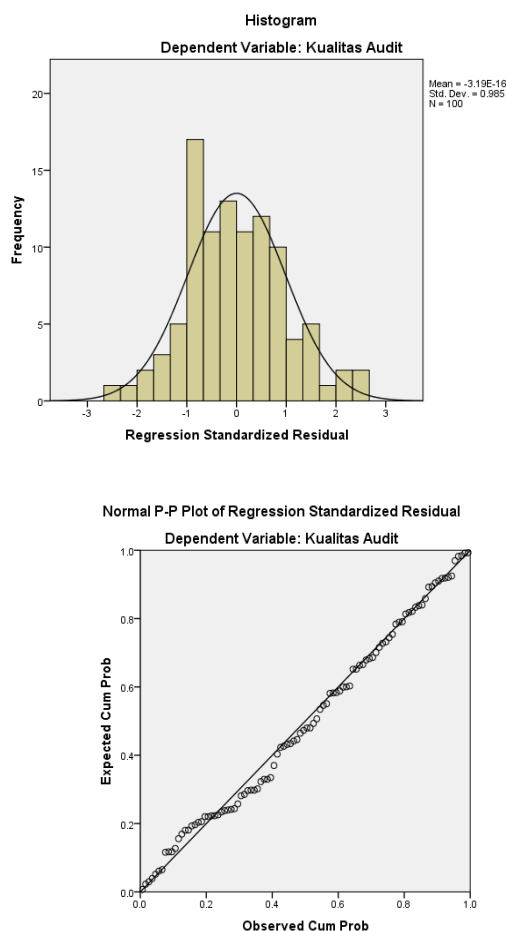 Histogram
Dependent Variable: Kualitas Audit
Mean = -3.19E-16
Std. Dev. = 0.985
N = 100
20
15
10
5
0
Frequency
-3 -2 -1 0 1 2 3
Regression Standardized Residual
Normal P-P Plot of Regression Standardized Residual
Dependent Variable: Kualitas Audit
1.0
0.8
0.6
0.4
0.2
0.0
Expected Cum Prob
0.0 0.2 0.4 0.6 0.8 1.0
Observed Cum Prob